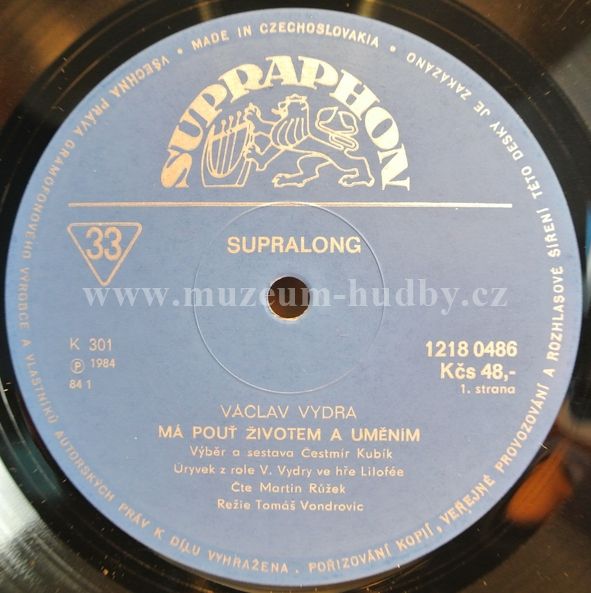 VŠECHNA PRÁVA GRAMOFONOVÉHO VÝROBCE A VLASTNÍKŮ AUTORSKÝCH PRÁV K DÍLU VYHRAŽENA. POŘIZOVÁNÍ KOPIÍ, VEŘEJNÉ PROVOZOVÁNÍ A ROZHLASOVÉ ŠÍŘENÍ TÉTO DESKY JE ZAKÁZÁNO • MADE IN CZECHOSLOVAKIA •
SUPRAPHON
33
SUPRALONG
www.muzeum-hudby.cz
K 301
Ⓟ 1984
84 1
1218 0486
Kčs 48,-
1. strana
VÁCLAV VYDRA
MÁ POUŤ ŽIVOTEM A UMĚNÍM
Výběr a sestava Čestmír Kubík
Úryvek z role V. Vydry ve hře Lilofée
Čte Martin Růžek
Režie Tomáš Vondrovic